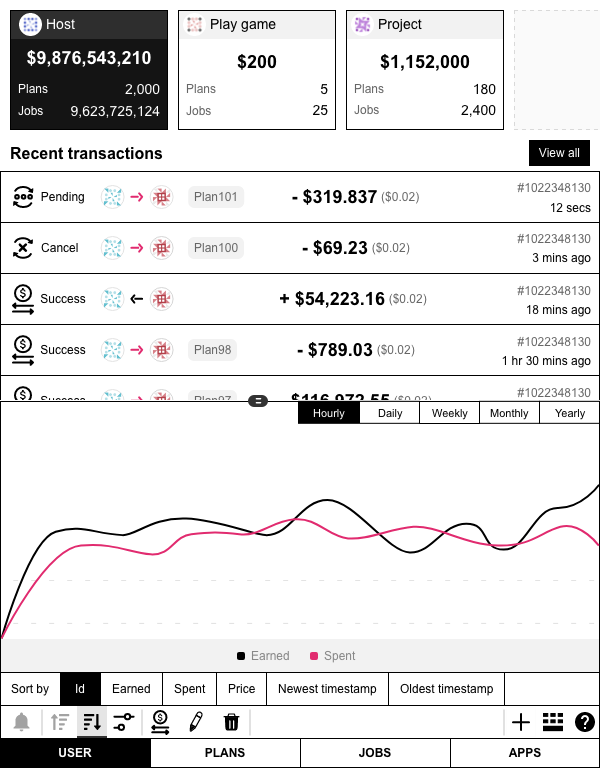 Host
$9,876,543,210
Plans 2,000
Jobs 9,623,725,124
Play game
$200
Plans 5
Jobs 25
Project
$1,152,000
Plans 180
Jobs 2,400
Recent transactions
View all
Pending Plan101 - $319.837 ($0.02) #1022348130
12 secs
Cancel Plan100 - $69.23 ($0.02) #1022348130
3 mins ago
Success + $54,223.16 ($0.02) #1022348130
18 mins ago
Success Plan98 - $789.03 ($0.02) #1022348130
1 hr 30 mins ago
Success Plan97 $116,972.55 ($0.02) #1022348130
Hourly Daily Weekly Monthly Yearly
Earned Spent
Sort by Id Earned Spent Price Newest timestamp Oldest timestamp
USER PLANS JOBS APPS